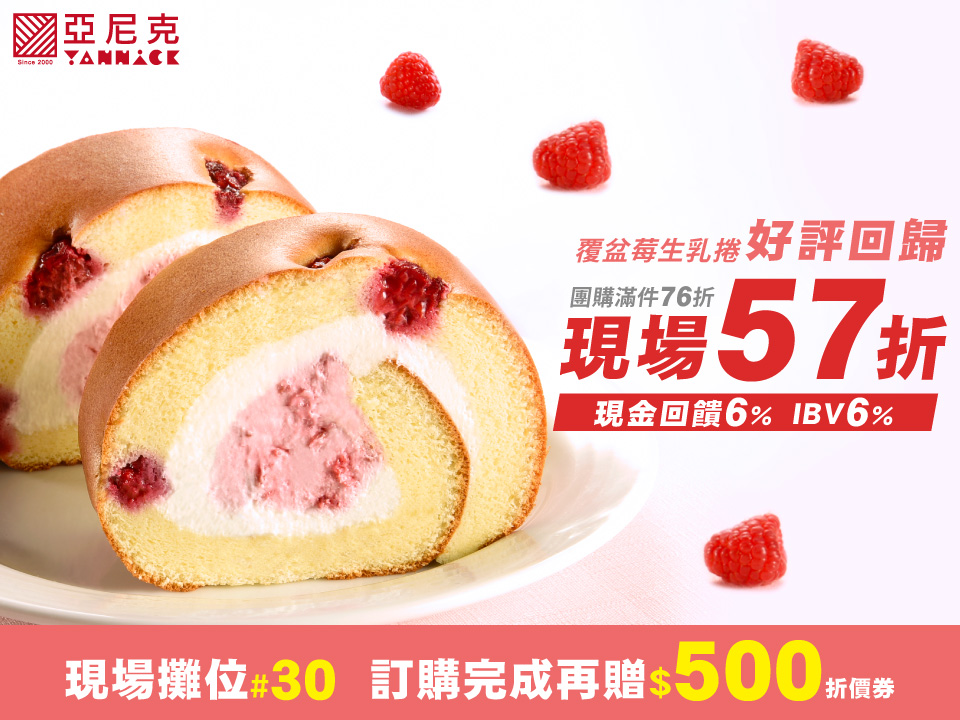 亞尼克
Since 2000
YANNICK
覆盆莓生乳捲 好評回歸
團購滿件76折
現場57折
現金回饋6% IBV6%
現場攤位#30 訂購完成再贈$500折價券